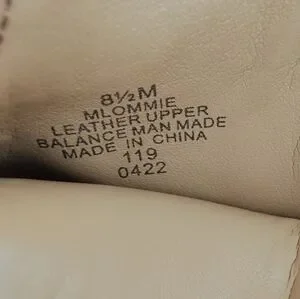 8½M
MLOMMIE
LEATHER UPPER
BALANCE MAN MADE
MADE IN CHINA
119
0422